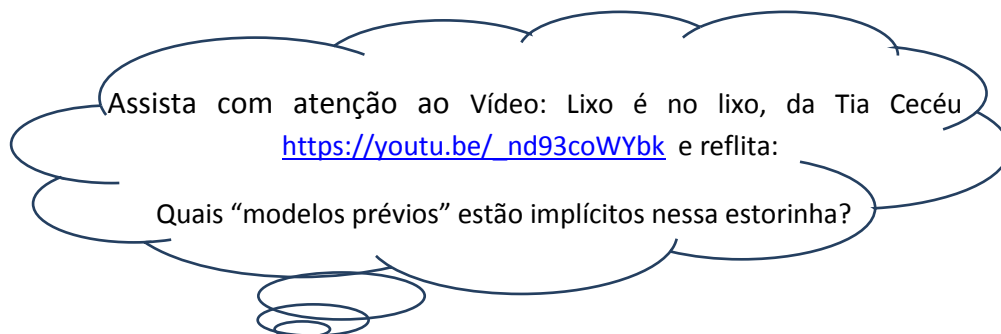 Assista com atenção ao Vídeo: Lixo é no lixo, da Tia Cecéu
https://youtu.be/_nd93coWYbk e reflita:
Quais “modelos prévios” estão implícitos nessa estorinha?